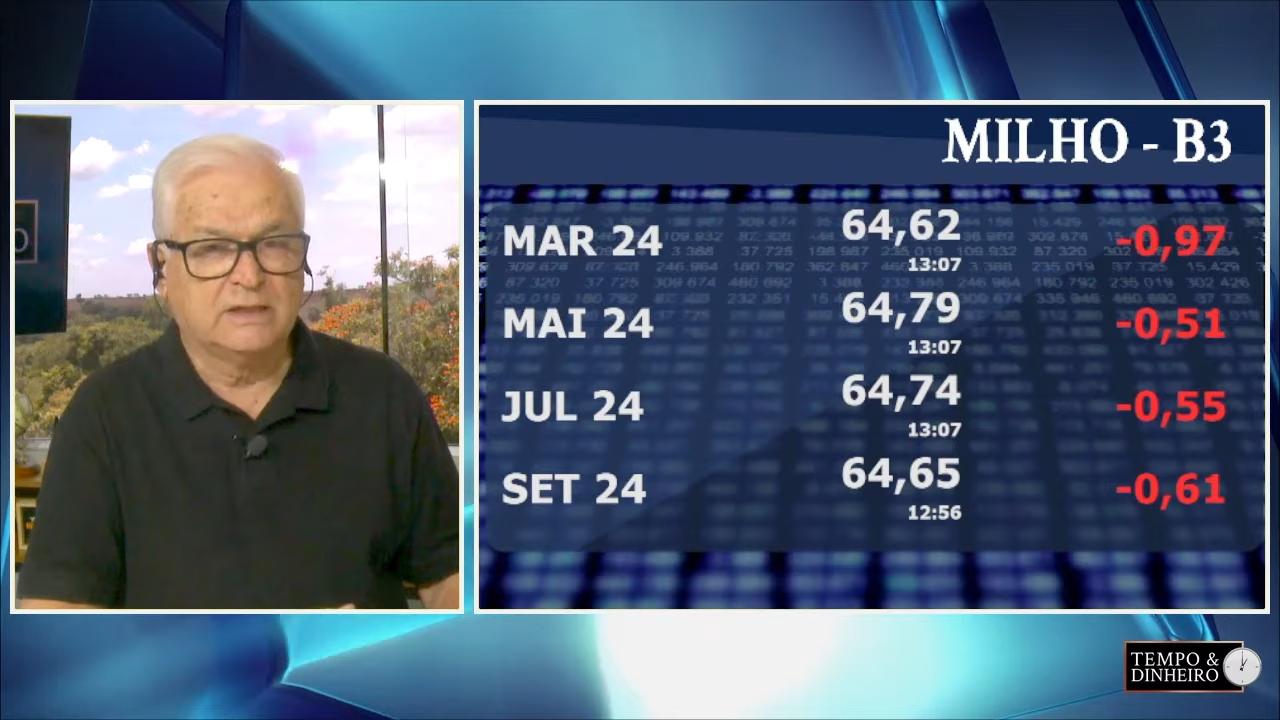 MILHO - B3
MAR 24 64,62 -0,97
13:07
MAI 24 64,79 -0,51
13:07
JUL 24 64,74 -0,55
13:07
SET 24 64,65 -0,61
12:56
TEMPO &
DINHEIRO